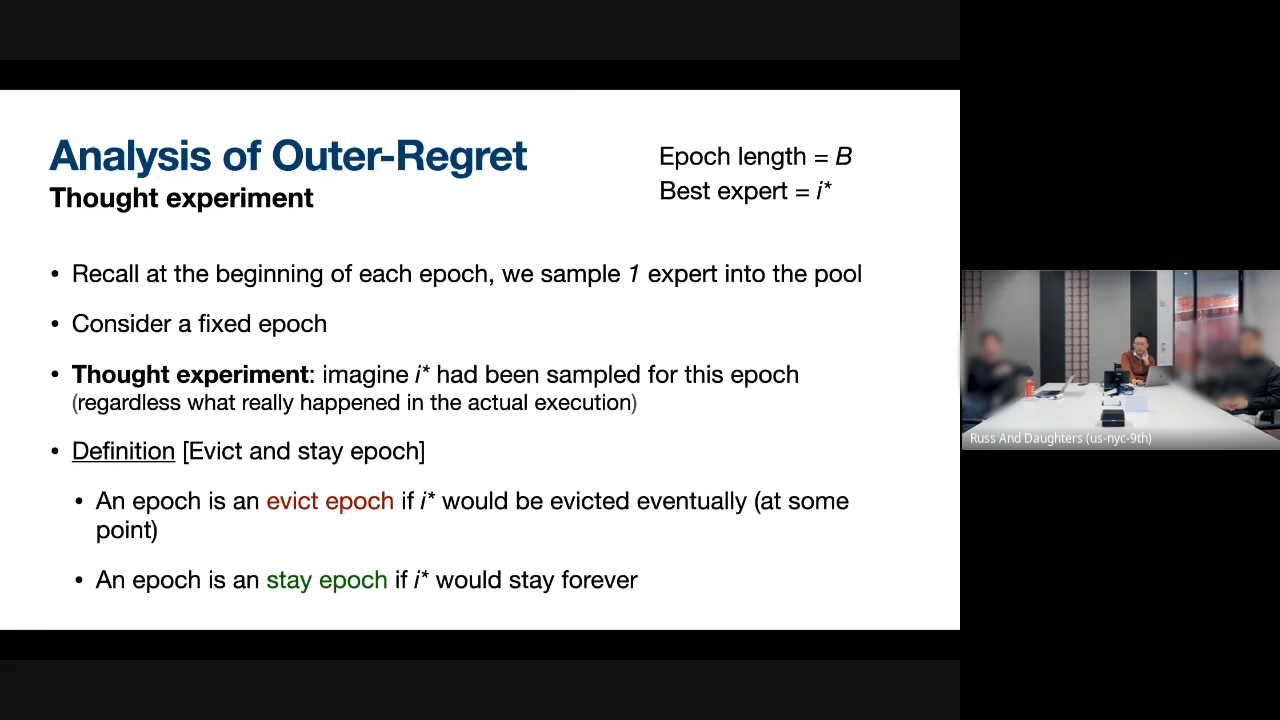 Analysis of Outer-Regret
Thought experiment
Epoch length = B
Best expert = i*
• Recall at the beginning of each epoch, we sample 1 expert into the pool
• Consider a fixed epoch
• Thought experiment: imagine i* had been sampled for this epoch
(regardless what really happened in the actual execution)
• Definition [Evict and stay epoch]
• An epoch is an evict epoch if i* would be evicted eventually (at some
point)
• An epoch is an stay epoch if i* would stay forever
Russ And Daughters (us-nyc-9th)